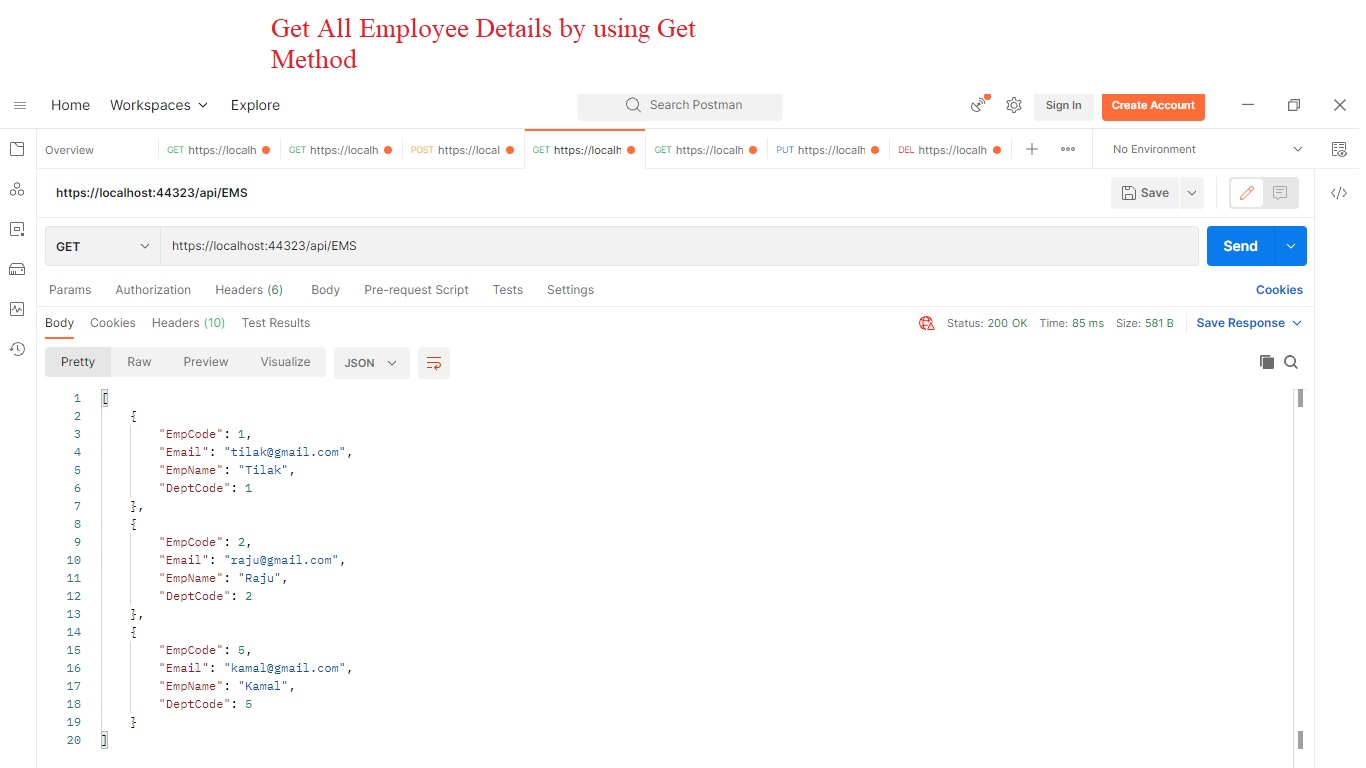 Get All Employee Details by using Get
Method
Home Workspaces Explore Search Postman Sign In Create Account
Overview GET https://localh GET https://localh POST https://local GET https://localh GET https://localh PUT https://localh DEL https://localh No Environment
https://localhost:44323/api/EMS Save
GET https://localhost:44323/api/EMS Send
Params Authorization Headers (6) Body Pre-request Script Tests Settings Cookies
Body Cookies Headers (10) Test Results Status: 200 OK Time: 85 ms Size: 581 B Save Response
Pretty Raw Preview Visualize JSON
1 [
2 {
3 "EmpCode": 1,
4 "Email": "tilak@gmail.com",
5 "EmpName": "Tilak",
6 "DeptCode": 1
7 },
8 {
9 "EmpCode": 2,
10 "Email": "raju@gmail.com",
11 "EmpName": "Raju",
12 "DeptCode": 2
13 },
14 {
15 "EmpCode": 5,
16 "Email": "kamal@gmail.com",
17 "EmpName": "Kamal",
18 "DeptCode": 5
19 }
20 ]